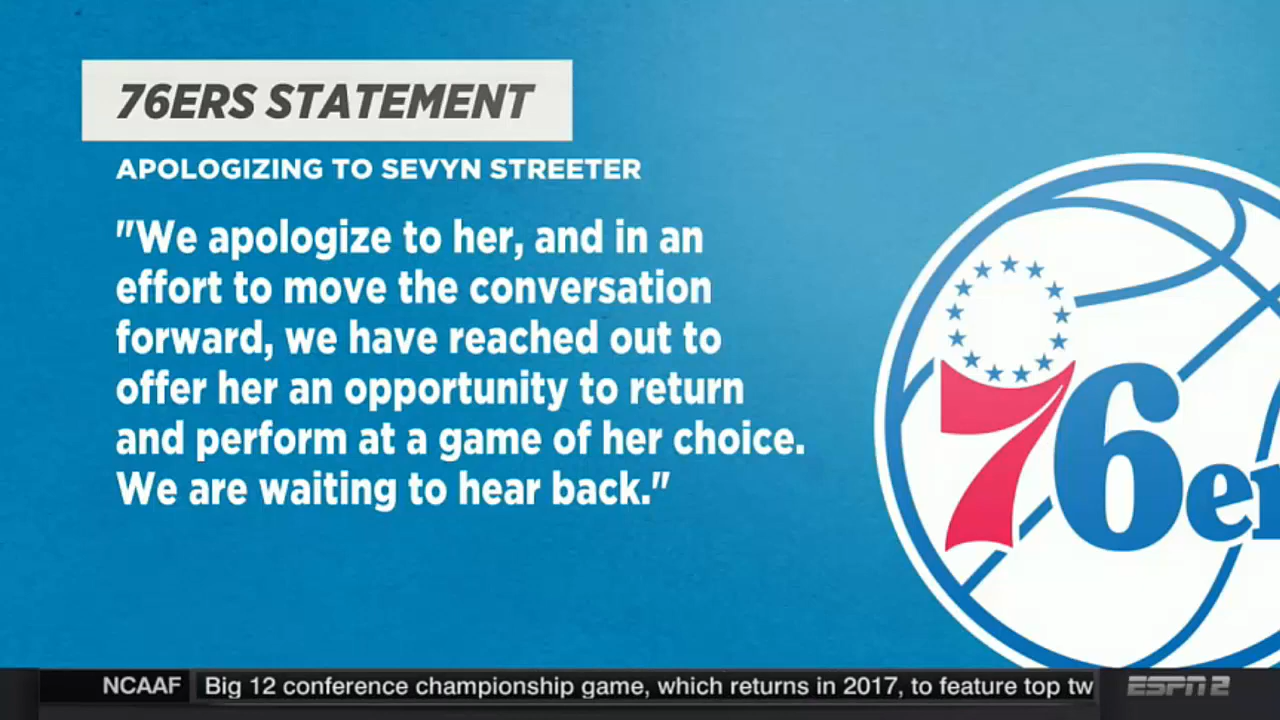 76ERS STATEMENT
APOLOGIZING TO SEVYN STREETER
"We apologize to her, and in an
effort to move the conversation
forward, we have reached out to
offer her an opportunity to return
and perform at a game of her choice.
We are waiting to hear back."
76er
NCAAF Big 12 conference championship game, which returns in 2017, to feature top tw ESPN2